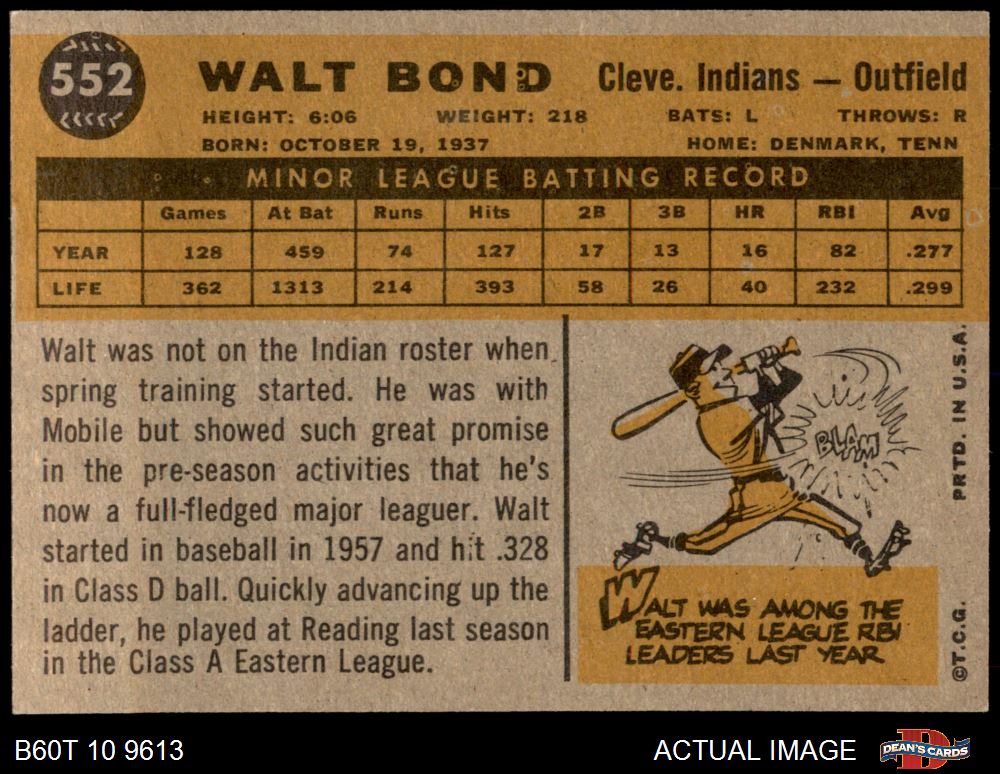 552
WALT BOND Cleve. Indians — Outfield
HEIGHT: 6:06 WEIGHT: 218 BATS: L THROWS: R
BORN: OCTOBER 19, 1937 HOME: DENMARK, TENN
MINOR LEAGUE BATTING RECORD
Games At Bat Runs Hits 2B 3B HR RBI Avg
YEAR 128 459 74 127 17 13 16 82 .277
LIFE 362 1313 214 393 58 26 40 232 .299
Walt was not on the Indian roster when
spring training started. He was with
Mobile but showed such great promise
in the pre-season activities that he's
now a full-fledged major leaguer. Walt
started in baseball in 1957 and hit .328
in Class D ball. Quickly advancing up the
ladder, he played at Reading last season
in the Class A Eastern League.
BLAM
WALT WAS AMONG THE
EASTERN LEAGUE RBI
LEADERS LAST YEAR
©T.C.G. PRTD. IN U.S.A.
B60T 10 9613 ACTUAL IMAGE DEAN'S CARDS